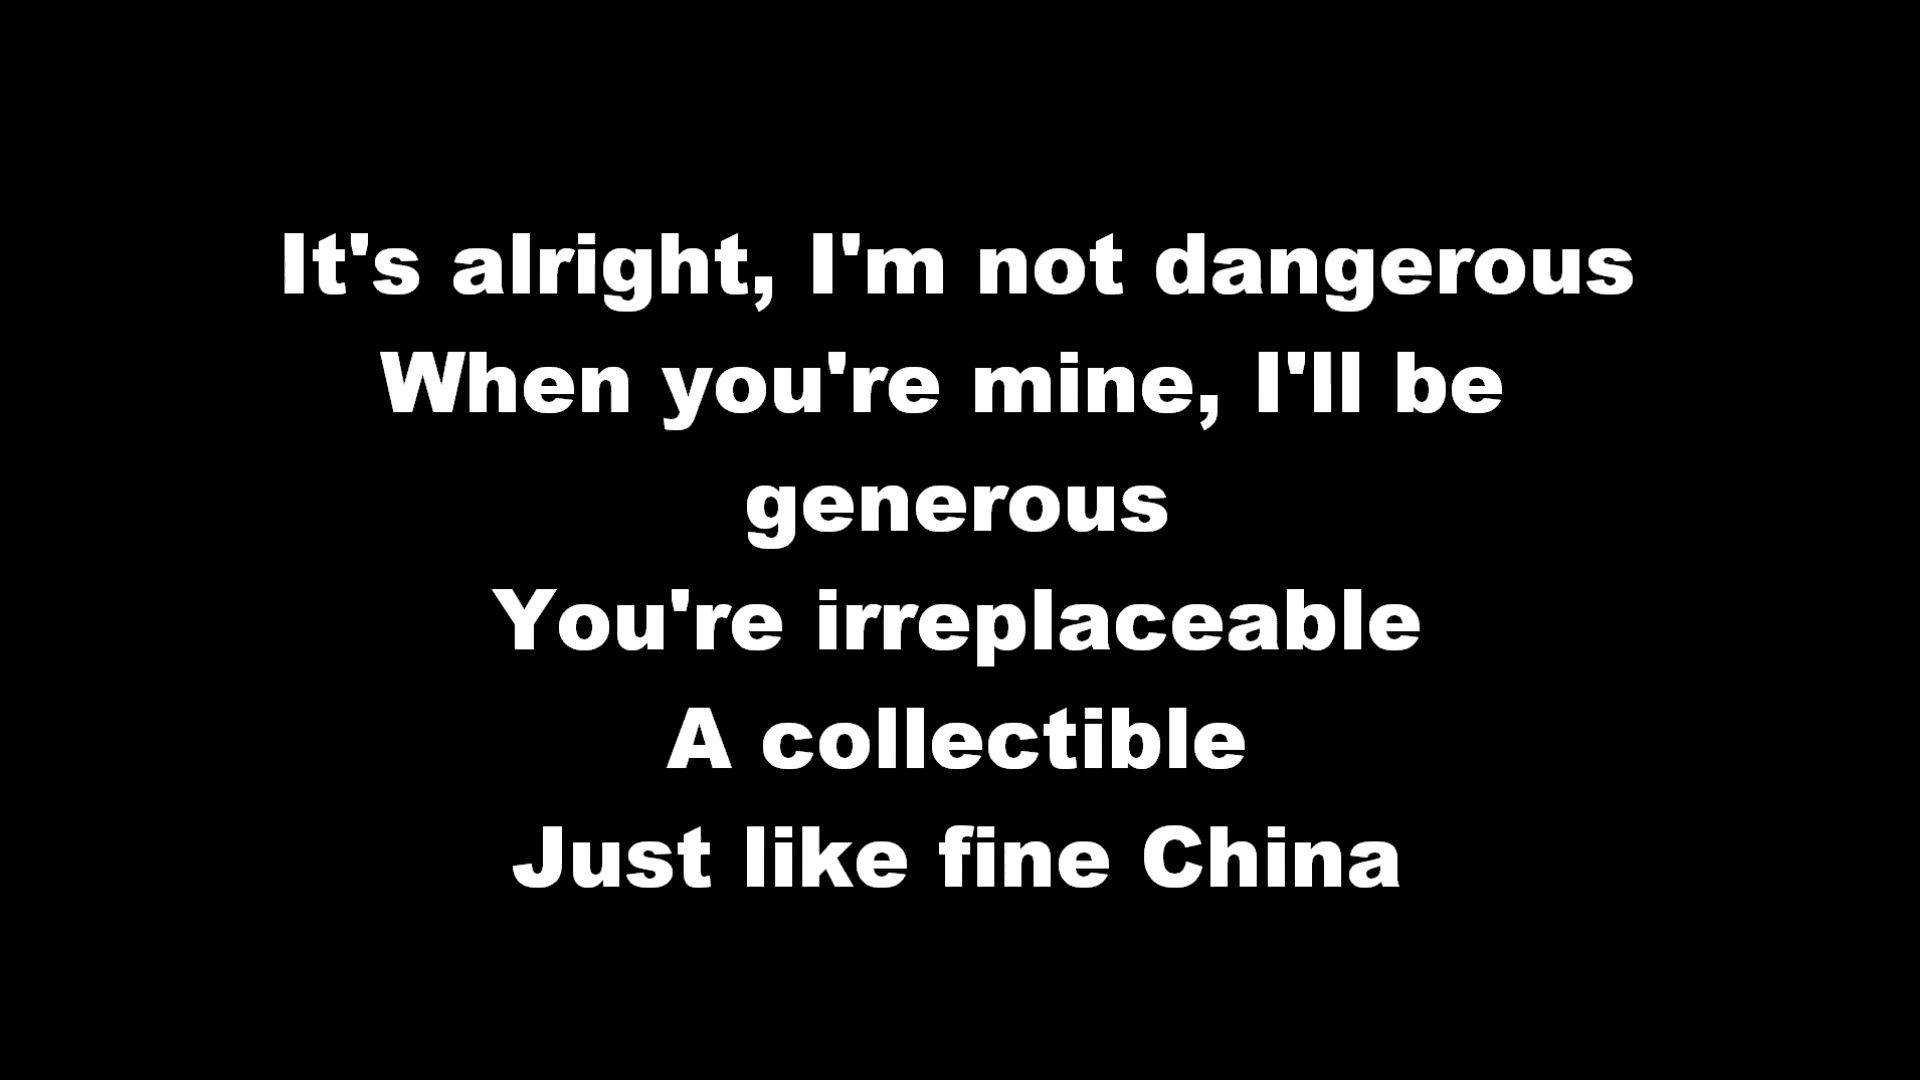 It's alright, I'm not dangerous
When you're mine, I'll be
generous
You're irreplaceable
A collectible
Just like fine China